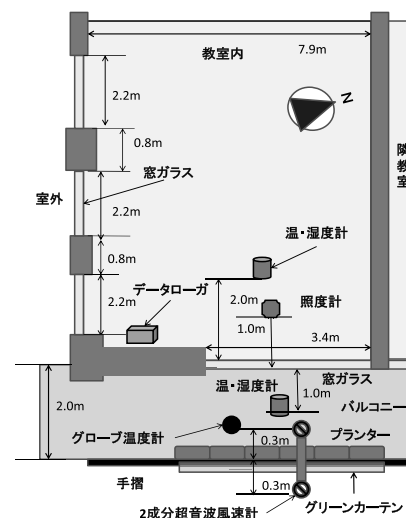 7.9m
教室内
2.2m
N
0.8m
隣
教
室
窓ガラス
室外
2.2m
温・湿度計
0.8m
データローガ
2.0m
照度計
2.2m
1.0m
3.4m
温・湿度計
窓ガラス
1.0m
バルコニー
2.0m
グローブ温度計
プランター
0.3m
手摺
0.3m
グリーンカーテン
2成分超音波風速計